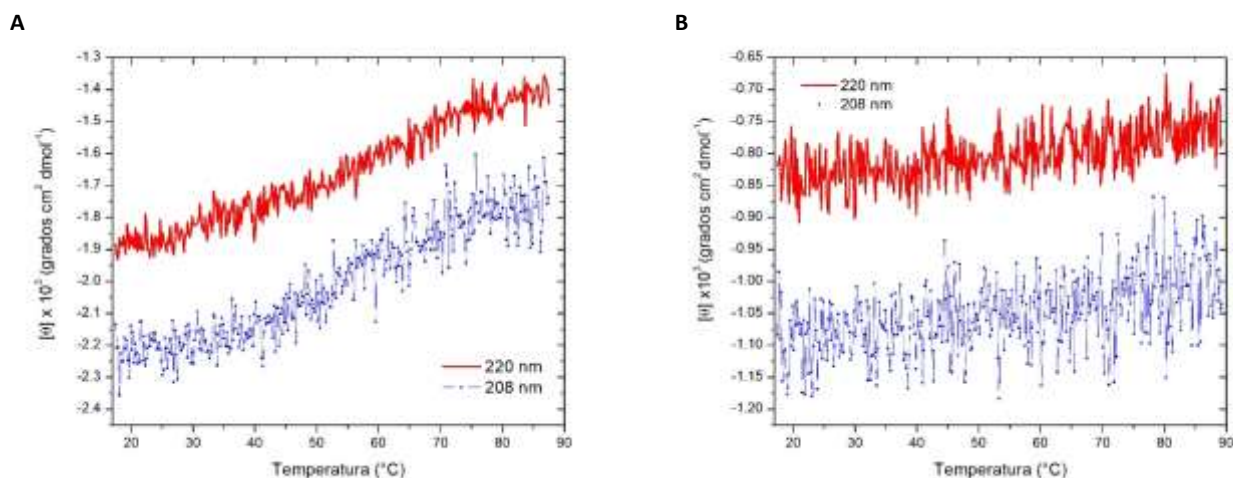 A
[θ] x 10³ (grados cm² dmol⁻¹)
-1.3
-1.4
-1.5
-1.6
-1.7
-1.8
-1.9
-2.0
-2.1
-2.2
-2.3
-2.4
220 nm
208 nm
20 30 40 50 60 70 80 90
Temperatura (°C)
B
[θ] x10³ (grados cm² dmol⁻¹)
-0.65
-0.70
-0.75
-0.80
-0.85
-0.90
-0.95
-1.00
-1.05
-1.10
-1.15
-1.20
220 nm
208 nm
20 30 40 50 60 70 80 90
Temperatura (°C)